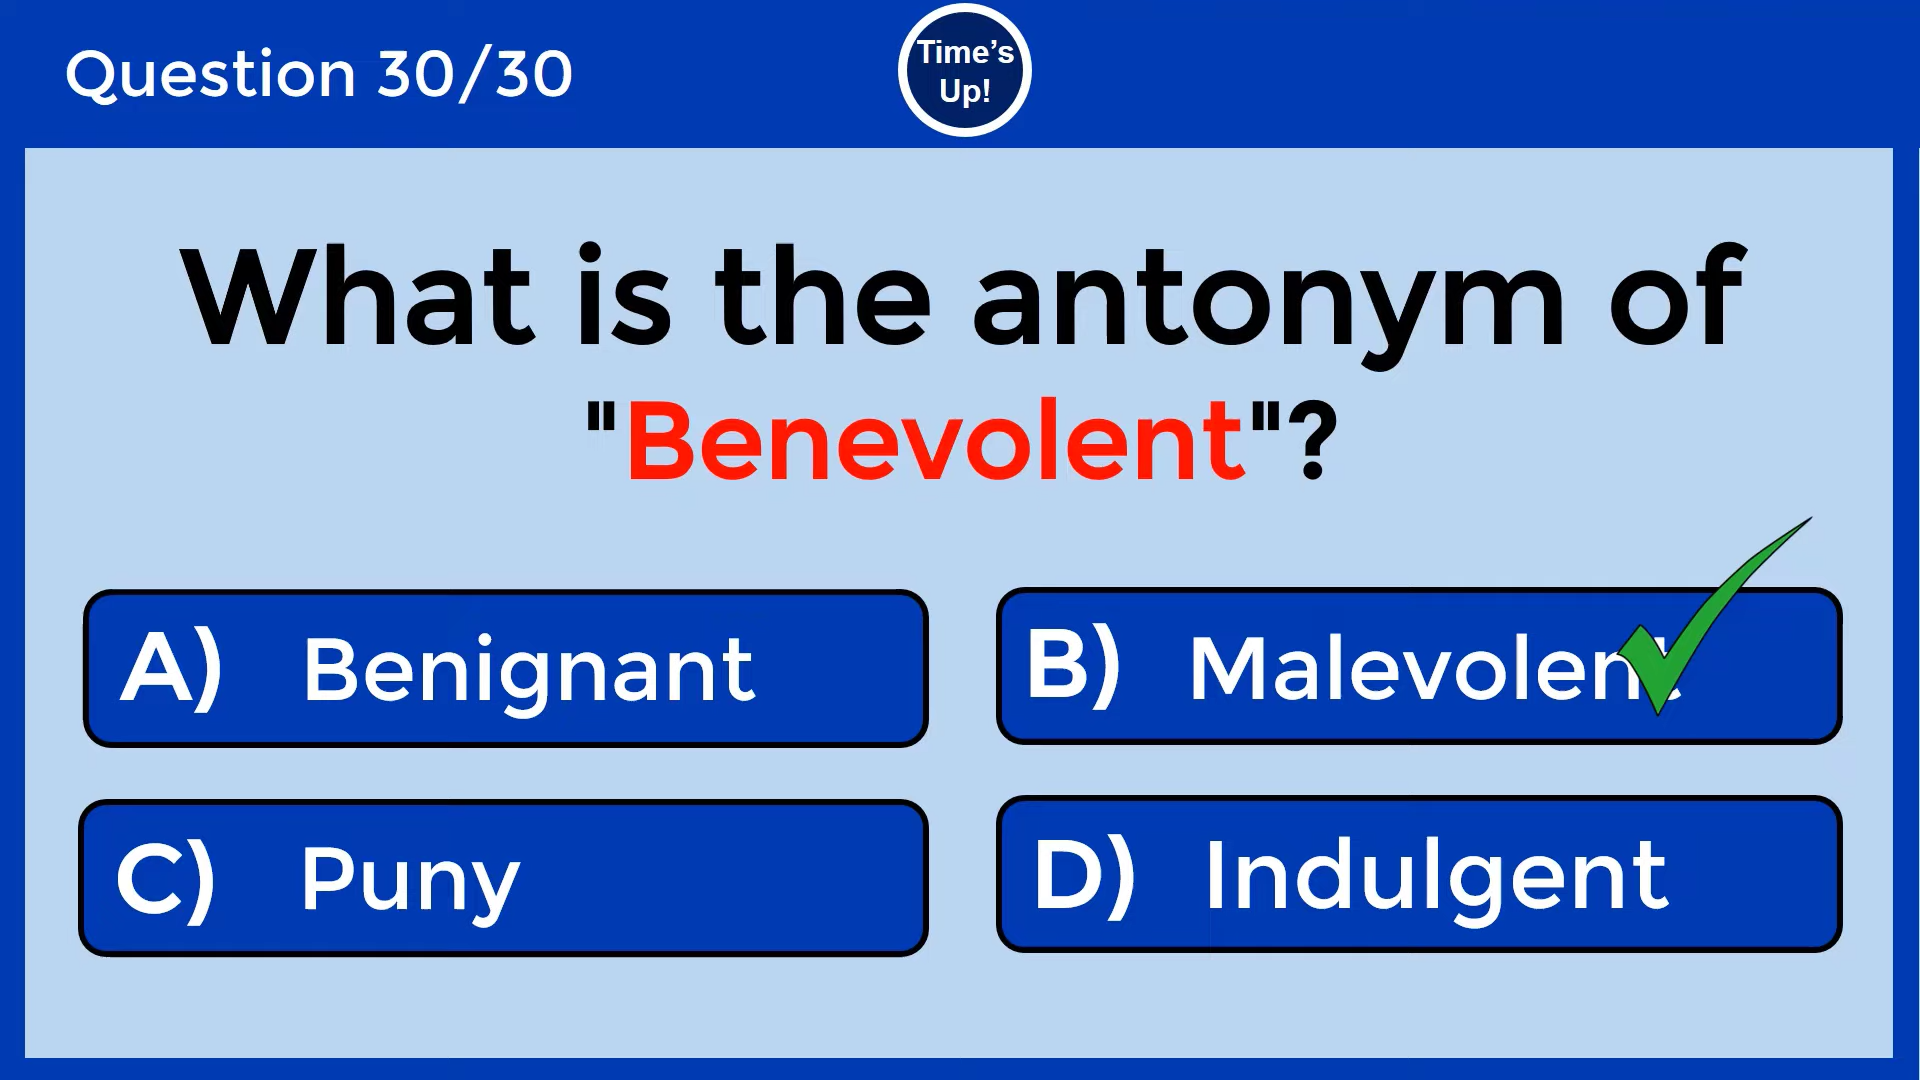 Question 30/30
Time's
Up!
What is the antonym of
"Benevolent"?
A) Benignant
B) Malevolent
C) Puny
D) Indulgent